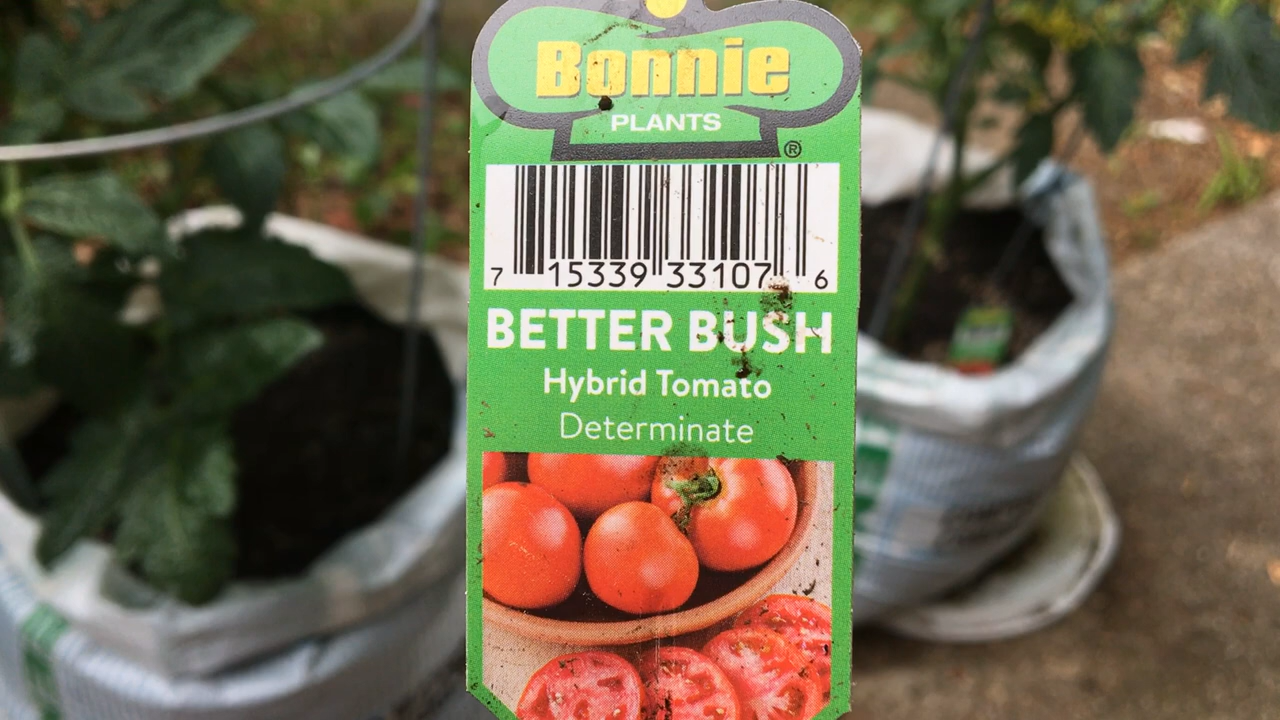 Bonnie
PLANTS
®
7 15339 33107 6
BETTER BUSH
Hybrid Tomato
Determinate